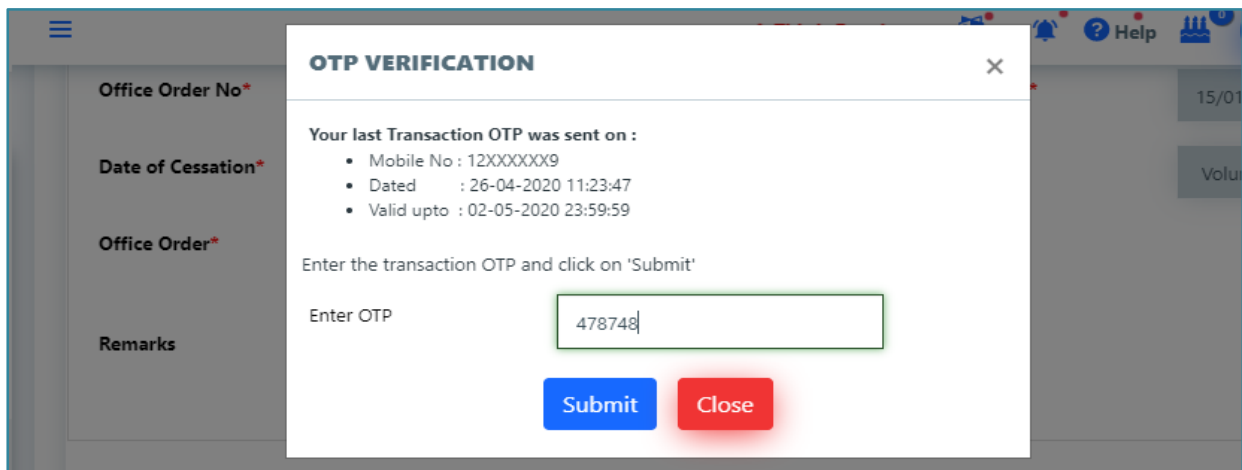 Help
0
OTP VERIFICATION
×
Office Order No*
*
15/01
Your last Transaction OTP was sent on :
• Mobile No : 12XXXXXX9
• Dated : 26-04-2020 11:23:47
• Valid upto : 02-05-2020 23:59:59
Date of Cessation*
Office Order*
Enter the transaction OTP and click on 'Submit'
Enter OTP
478748
Remarks
Submit
Close